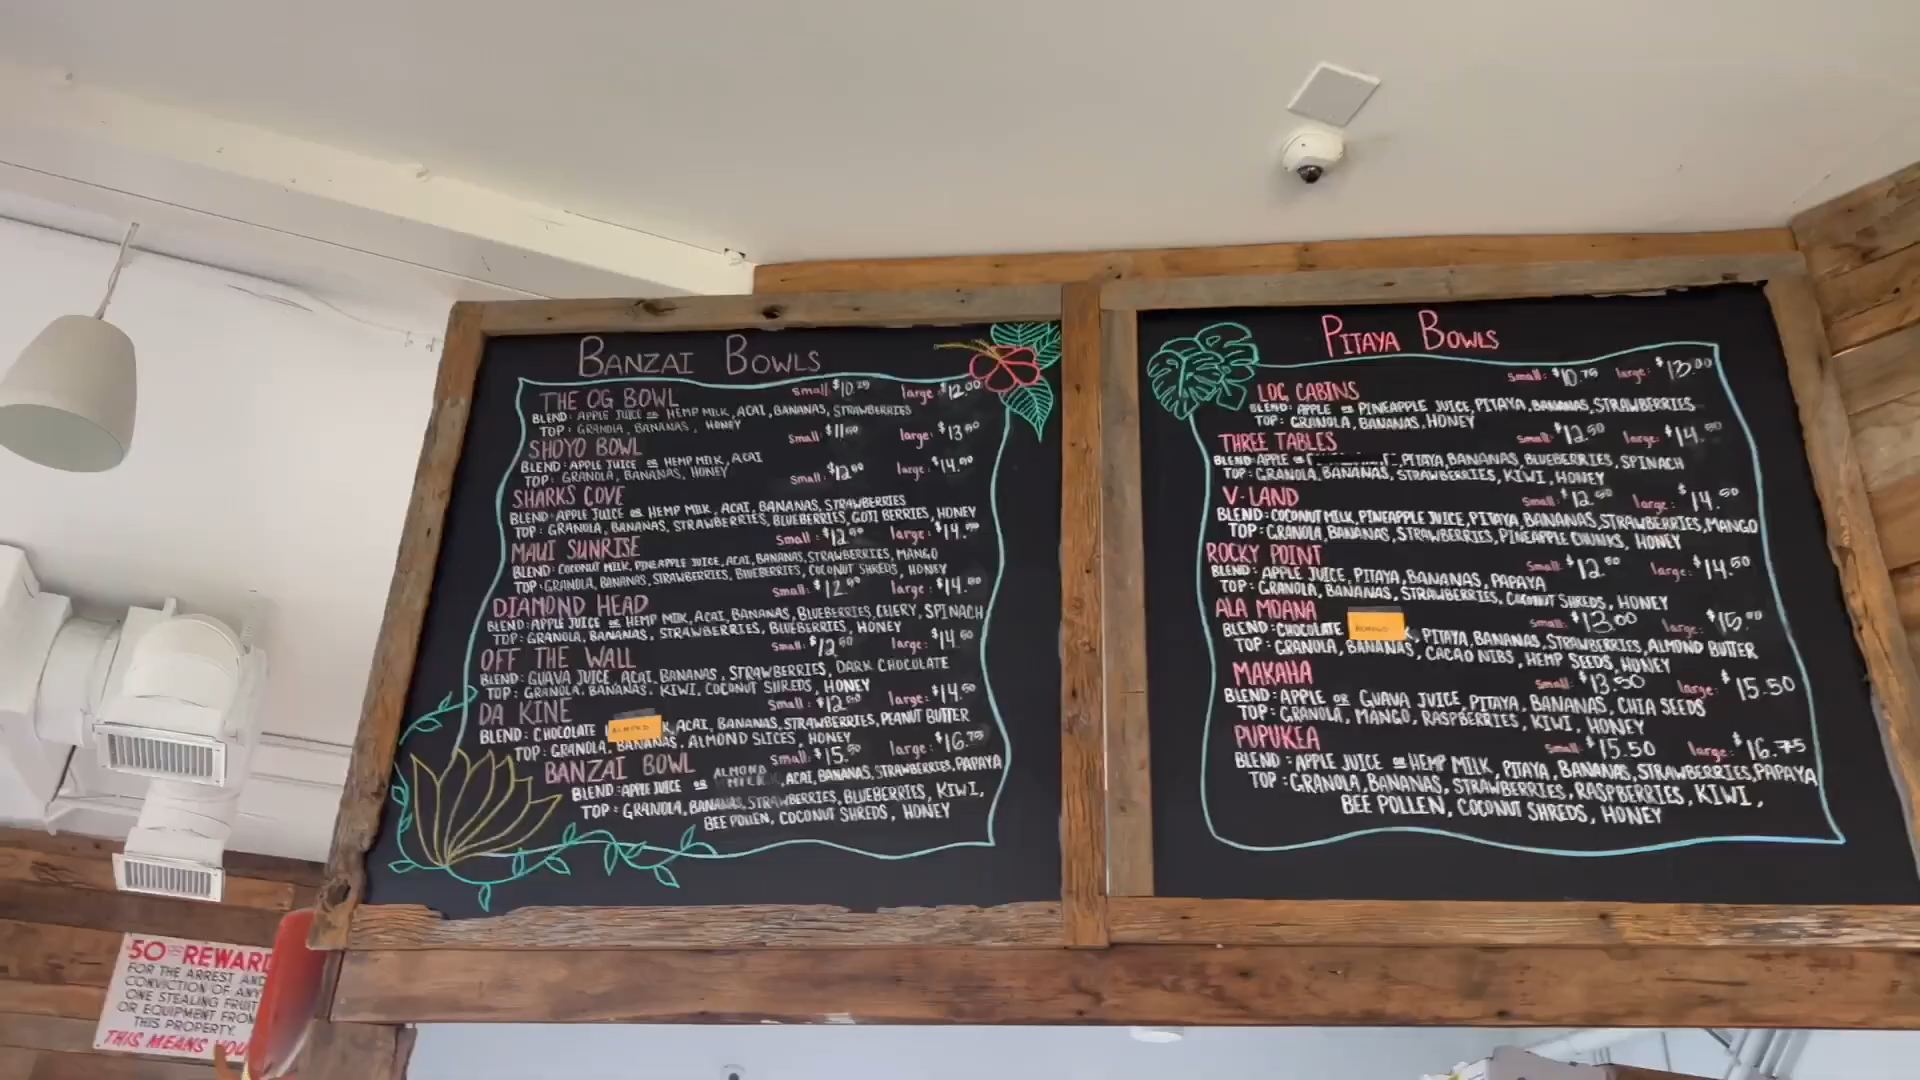 BANZAI BOWLS
THE OG BOWL small: $10.25 large: $12.00
BLEND: APPLE JUICE OR HEMP MILK, ACAI, BANANAS, STRAWBERRIES
TOP: GRANOLA, BANANAS, HONEY
SHOYO BOWL small: $11.50 large: $13.50
BLEND: APPLE JUICE OR HEMP MILK, ACAI
TOP: GRANOLA, BANANAS, HONEY
SHARKS COVE small: $12.00 large: $14.00
BLEND: APPLE JUICE OR HEMP MILK, ACAI, BANANAS, STRAWBERRIES
TOP: GRANOLA, BANANAS, STRAWBERRIES, BLUEBERRIES, GOJI BERRIES, HONEY
MAUI SUNRISE small: large:
BLEND: COCONUT MILK, PINEAPPLE JUICE, ACAI, BANANAS, STRAWBERRIES, MANGO
TOP: GRANOLA, BANANAS, STRAWBERRIES, BLUEBERRIES, COCONUT SHREDS, HONEY
DIAMOND HEAD small: large:
BLEND: APPLE JUICE OR HEMP MILK, ACAI, BANANAS, BLUEBERRIES, CELERY, SPINACH
TOP: GRANOLA, BANANAS, STRAWBERRIES, BLUEBERRIES, HONEY
OFF THE WALL small: large:
BLEND: GUAVA JUICE, ACAI, BANANAS, STRAWBERRIES, DARK CHOCOLATE
TOP: GRANOLA, BANANAS, KIWI, COCONUT SHREDS, HONEY
DA KINE small: large: $14.50
BLEND: CHOCOLATE ALMOND K, ACAI, BANANAS, STRAWBERRIES, PEANUT BUTTER
TOP: GRANOLA, BANANAS, ALMOND SLICES, HONEY
BANZAI BOWL small: $15.50 large: $16.75
BLEND: APPLE JUICE OR ALMOND MILK, ACAI, BANANAS, STRAWBERRIES, PAPAYA
TOP: GRANOLA, BANANAS, STRAWBERRIES, BLUEBERRIES, KIWI,
BEE POLLEN, COCONUT SHREDS, HONEY
PITAYA BOWLS
LOG CABINS small: $10.75 large: $13.00
BLEND: APPLE OR PINEAPPLE JUICE, PITAYA, BANANAS, STRAWBERRIES
TOP: GRANOLA, BANANAS, HONEY
THREE TABLES small: $12.50 large:
BLEND: APPLE OR PITAYA, BANANAS, BLUEBERRIES, SPINACH
TOP: GRANOLA, BANANAS, STRAWBERRIES, KIWI, HONEY
V-LAND small: $12.50 large: $14.50
BLEND: COCONUT MILK, PINEAPPLE JUICE, PITAYA, BANANAS, STRAWBERRIES, MANGO
TOP: GRANOLA, BANANAS, STRAWBERRIES, PINEAPPLE CHUNKS, HONEY
ROCKY POINT small: $12.50 large: $14.50
BLEND: APPLE JUICE, PITAYA, BANANAS, PAPAYA
TOP: GRANOLA, BANANAS, STRAWBERRIES, COCONUT SHREDS, HONEY
ALA MOANA small: $13.00 large: $15.00
BLEND: CHOCOLATE ALMOND K, PITAYA, BANANAS, STRAWBERRIES, ALMOND BUTTER
TOP: GRANOLA, BANANAS, CACAO NIBS, HEMP SEEDS, HONEY
MAKAHA small: $13.50 large: $15.50
BLEND: APPLE OR GUAVA JUICE, PITAYA, BANANAS, CHIA SEEDS
TOP: GRANOLA, MANGO, RASPBERRIES, KIWI, HONEY
PUPUKEA small: $15.50 large: $16.75
BLEND: APPLE JUICE OR HEMP MILK, PITAYA, BANANAS, STRAWBERRIES, PAPAYA
TOP: GRANOLA, BANANAS, STRAWBERRIES, RASPBERRIES, KIWI,
BEE POLLEN, COCONUT SHREDS, HONEY
50 REWARD
FOR THE ARREST AND
CONVICTION OF ANY
ONE STEALING FRUIT
OR EQUIPMENT FROM
THIS PROPERTY.
THIS MEANS YOU